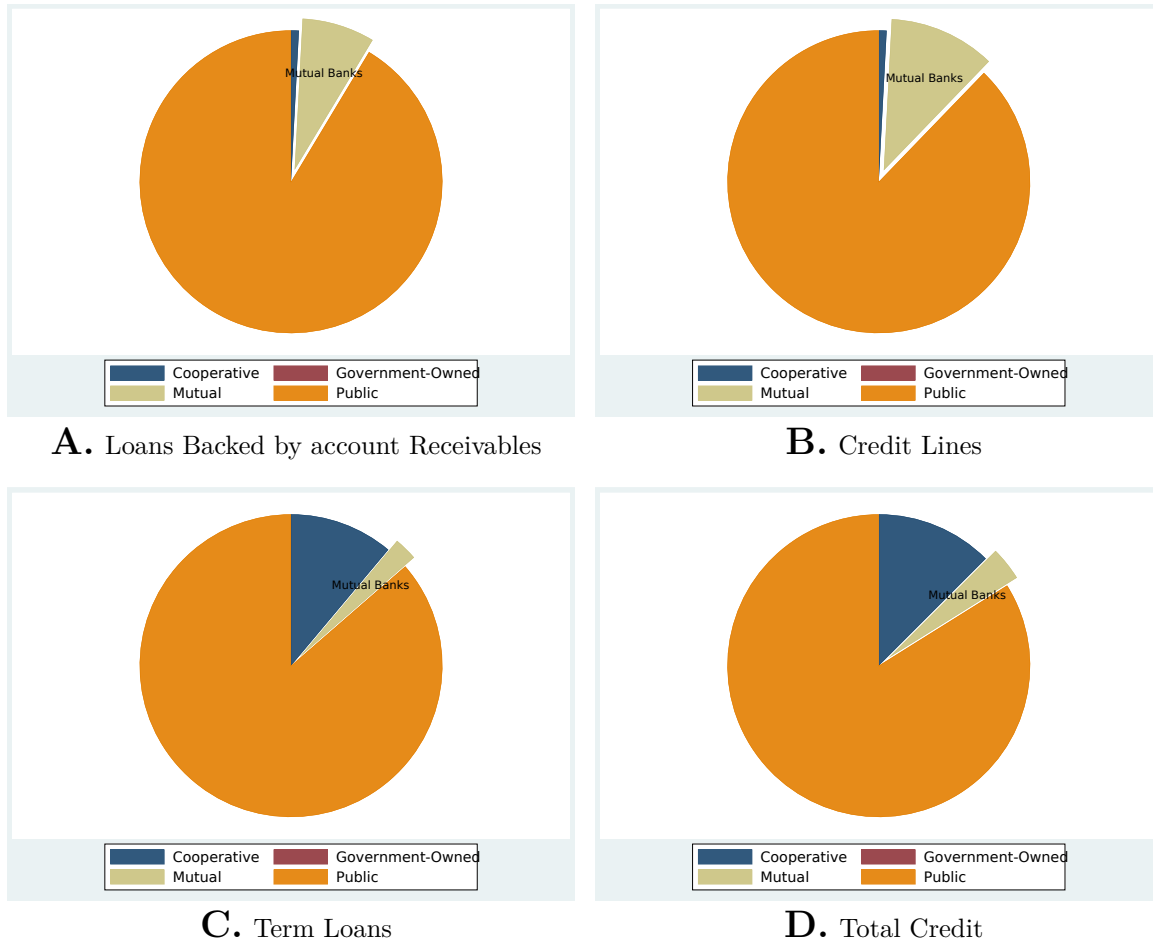 Mutual Banks
Cooperative Government-Owned
Mutual Public
A. Loans Backed by account Receivables
Mutual Banks
Cooperative Government-Owned
Mutual Public
B. Credit Lines
Mutual Banks
Cooperative Government-Owned
Mutual Public
C. Term Loans
Mutual Banks
Cooperative Government-Owned
Mutual Public
D. Total Credit